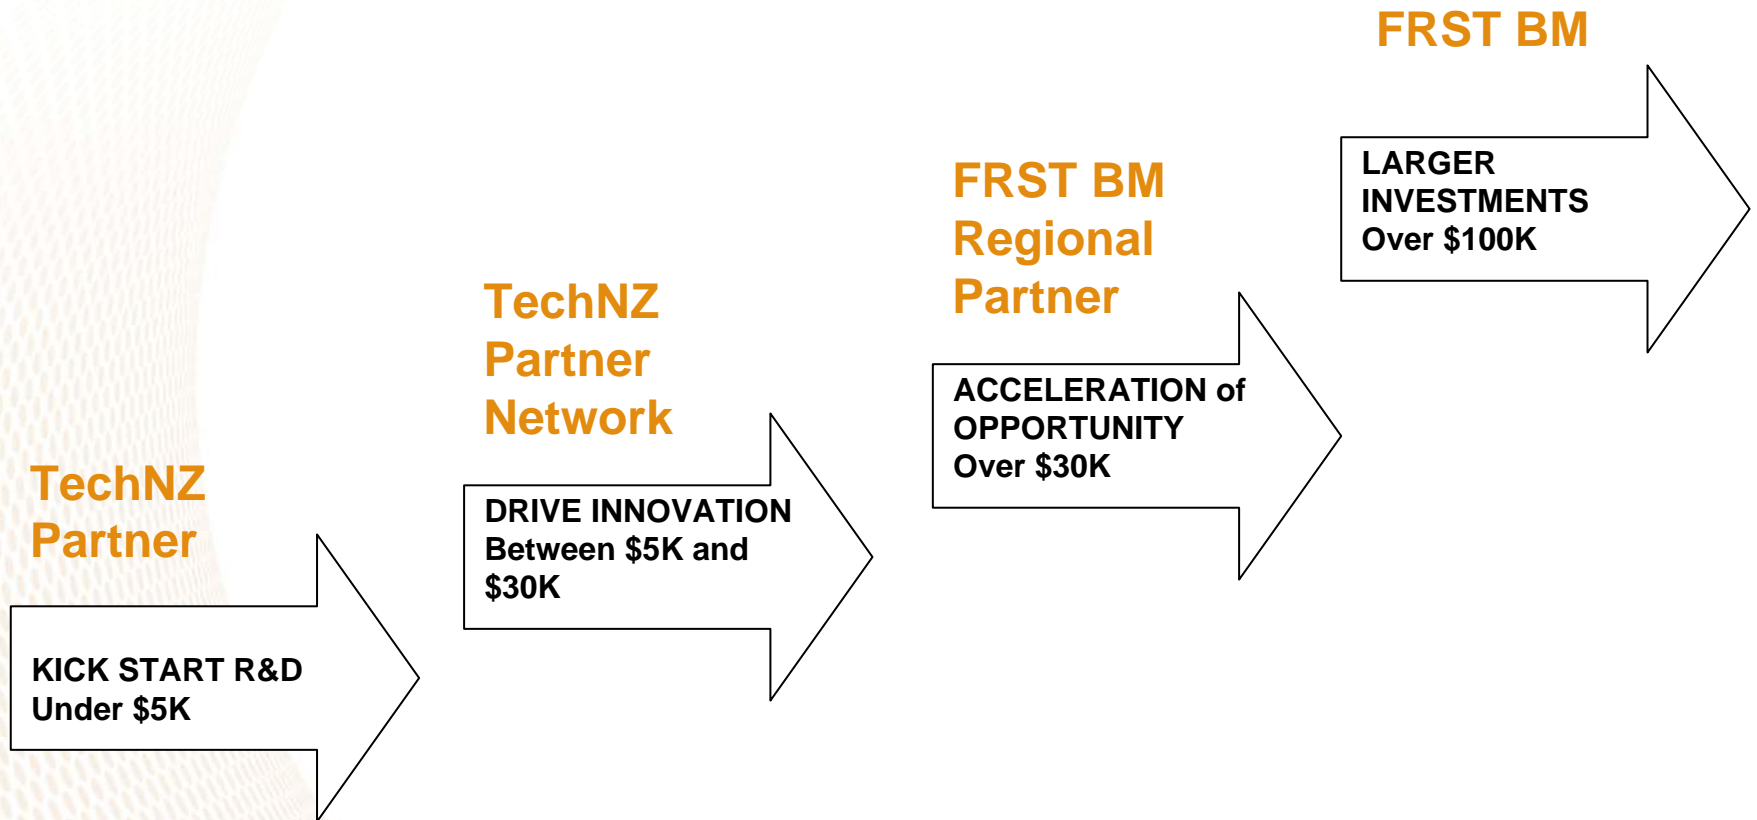 TechNZ
Partner
KICK START R&D
Under $5K
TechNZ
Partner
Network
DRIVE INNOVATION
Between $5K and
$30K
FRST BM
Regional
Partner
ACCELERATION of
OPPORTUNITY
Over $30K
FRST BM
LARGER
INVESTMENTS
Over $100K